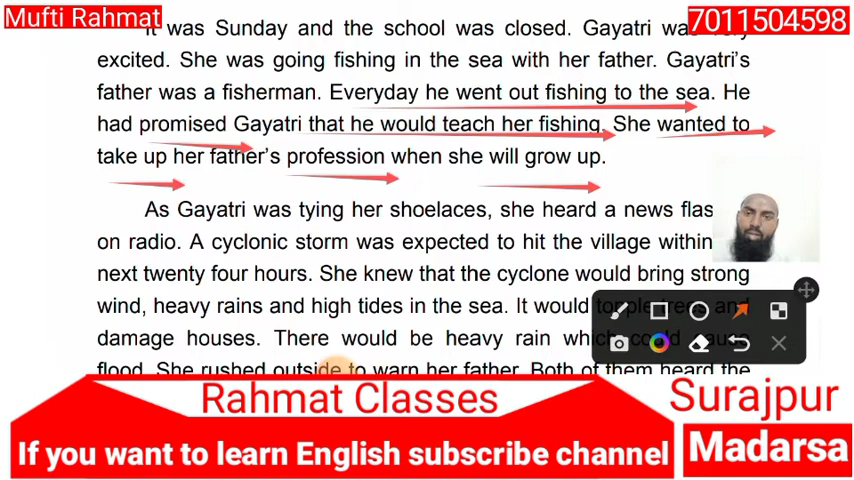 Mufti Rahmat
7011504598
It was Sunday and the school was closed. Gayatri was very
excited. She was going fishing in the sea with her father. Gayatri's
father was a fisherman. Everyday he went out fishing to the sea. He
had promised Gayatri that he would teach her fishing. She wanted to
take up her father's profession when she will grow up.
As Gayatri was tying her shoelaces, she heard a news flas
on radio. A cyclonic storm was expected to hit the village within
next twenty four hours. She knew that the cyclone would bring strong
wind, heavy rains and high tides in the sea. It would topple trees and
damage houses. There would be heavy rain which could cause
flood. She rushed outside to warn her father. Both of them heard the
Rahmat Classes
Surajpur
If you want to learn English subscribe channel
Madarsa